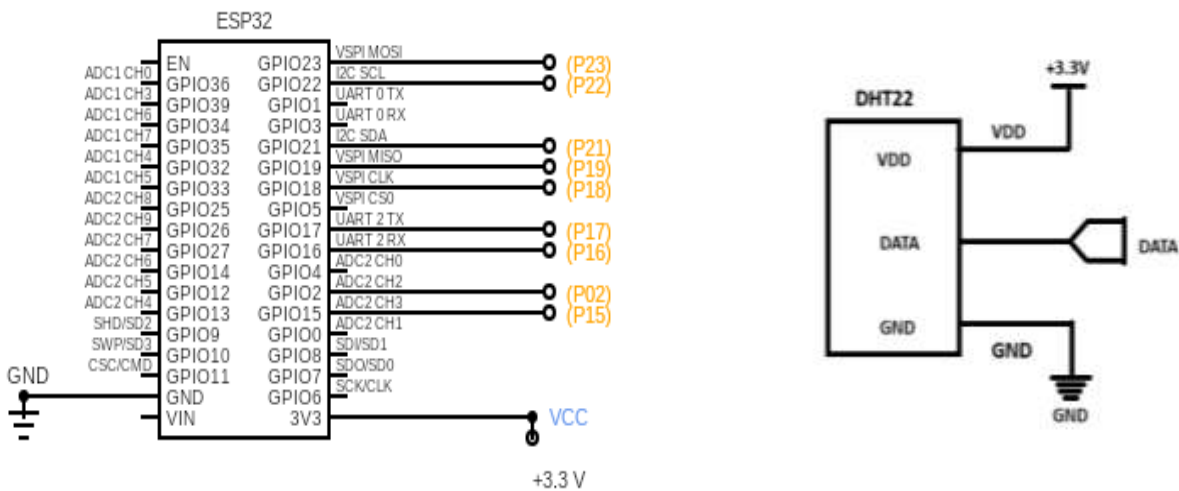 ESP32
EN
ADC1 CH0
GPIO36
ADC1 CH3
GPIO39
ADC1 CH6
GPIO34
ADC1 CH7
GPIO35
ADC1 CH4
GPIO32
ADC1 CH5
GPIO33
ADC2 CH8
GPIO25
ADC2 CH9
GPIO26
ADC2 CH7
GPIO27
ADC2 CH6
GPIO14
ADC2 CH5
GPIO12
ADC2 CH4
GPIO13
SHD/SD2
GPIO9
SWP/SD3
GPIO10
CSC/CMD
GPIO11
GND
GND
VIN
VSPI MOSI
GPIO23 (P23)
I2C SCL
GPIO22 (P22)
UART 0 TX
GPIO1
UART 0 RX
GPIO3
I2C SDA
GPIO21 (P21)
VSPI MISO
GPIO19 (P19)
VSPI CLK
GPIO18 (P18)
VSPI CS0
GPIO5
UART 2 TX
GPIO17 (P17)
UART 2 RX
GPIO16 (P16)
ADC2 CH0
GPIO4
ADC2 CH2
GPIO2 (P02)
ADC2 CH3
GPIO15 (P15)
ADC2 CH1
GPIO0
SDI/SD1
GPIO8
SDO/SD0
GPIO7
SCK/CLK
GPIO6
3V3 VCC
+3.3 V
+3.3V
DHT22
VDD
VDD
DATA
DATA
GND
GND
GND